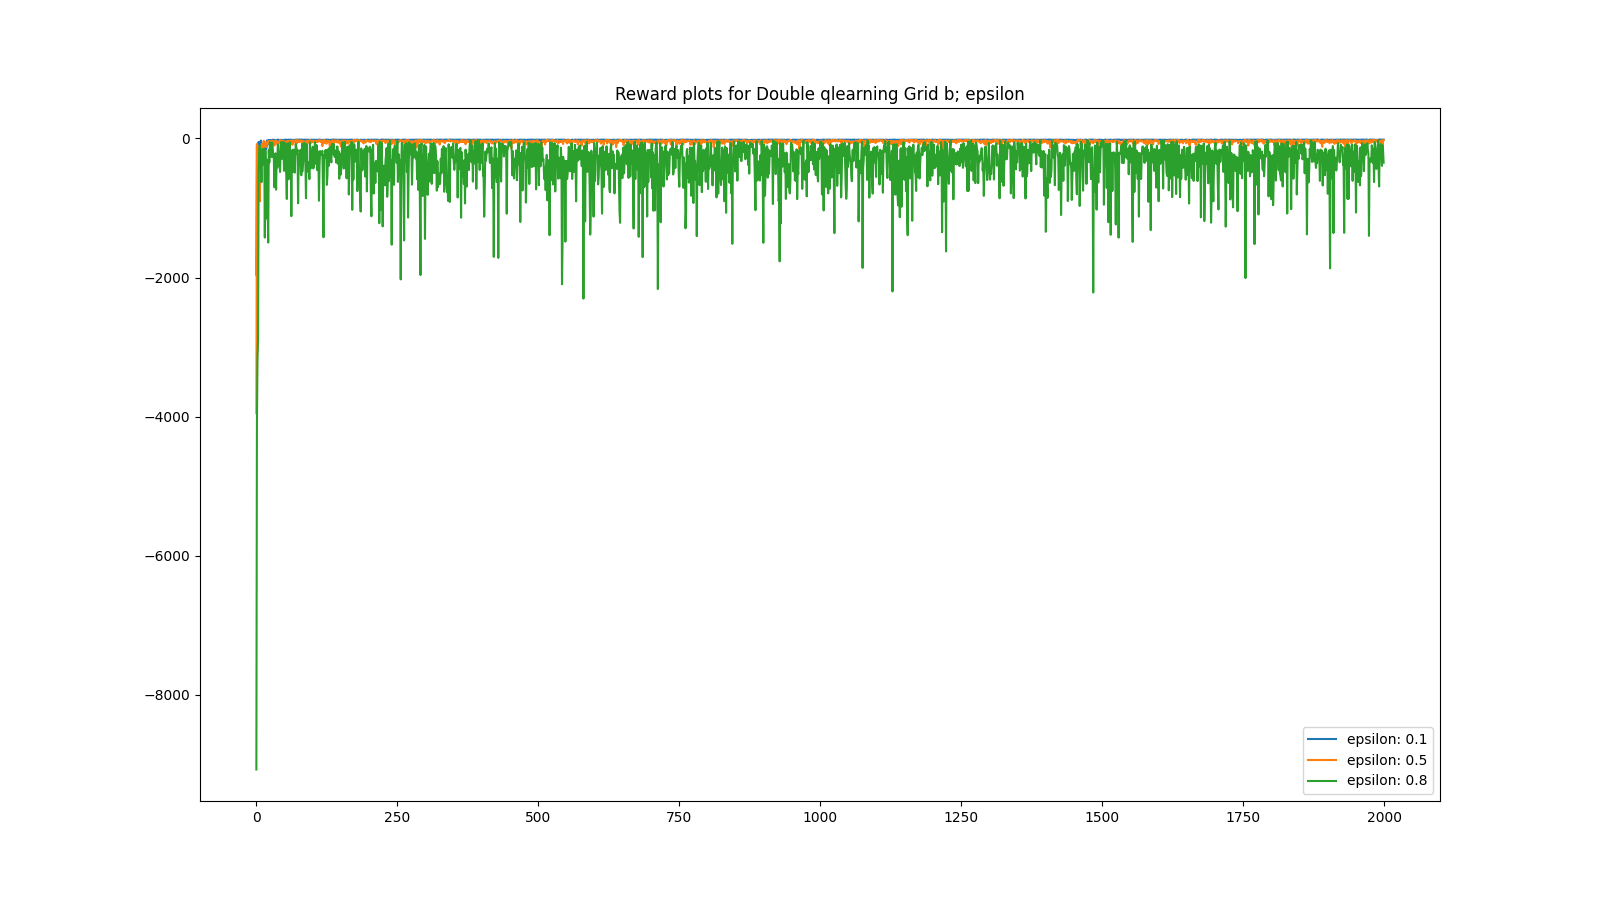 Reward plots for Double qlearning Grid b; epsilon
0
−2000
−4000
−6000
−8000
0 250 500 750 1000 1250 1500 1750 2000
epsilon: 0.1
epsilon: 0.5
epsilon: 0.8